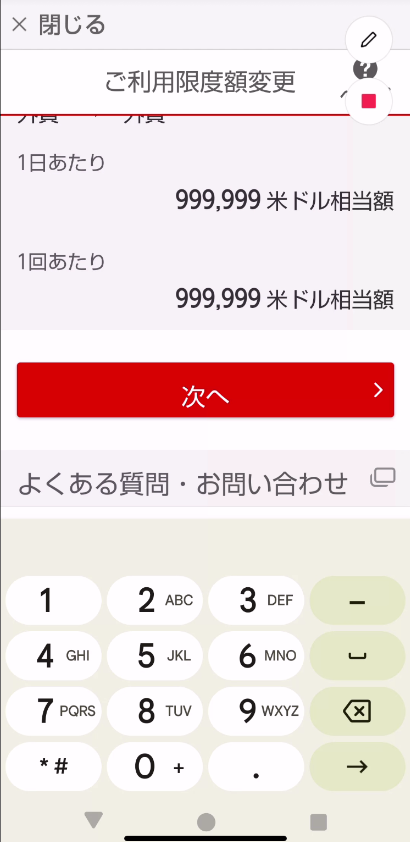 閉じる
ご利用限度額変更
1日あたり
999,999 米ドル相当額
1回あたり
999,999 米ドル相当額
次へ
よくある質問・お問い合わせ
1
2 ABC
3 DEF
–
4 GHI
5 JKL
6 MNO
7 PQRS
8 TUV
9 WXYZ
* #
0 +
.